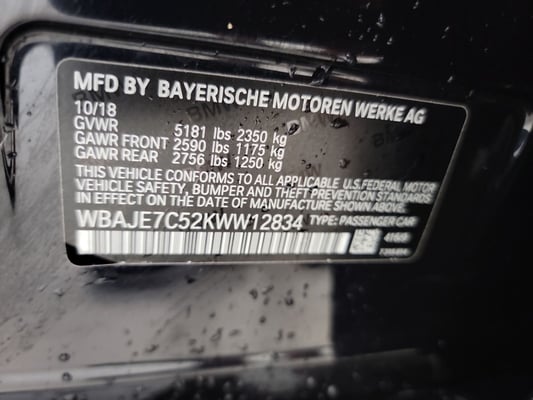 MFD BY BAYERISCHE MOTOREN WERKE AG
10/18
GVWR 5181 lbs 2350 kg
GAWR FRONT 2590 lbs 1175 kg
GAWR REAR 2756 lbs 1250 kg
THIS VEHICLE CONFORMS TO ALL APPLICABLE U.S. FEDERAL MOTOR
VEHICLE SAFETY, BUMPER AND THEFT PREVENTION STANDARDS
IN EFFECT ON THE DATE OF MANUFACTURE SHOWN ABOVE.
WBAJE7C52KWW12834 TYPE: PASSENGER CAR